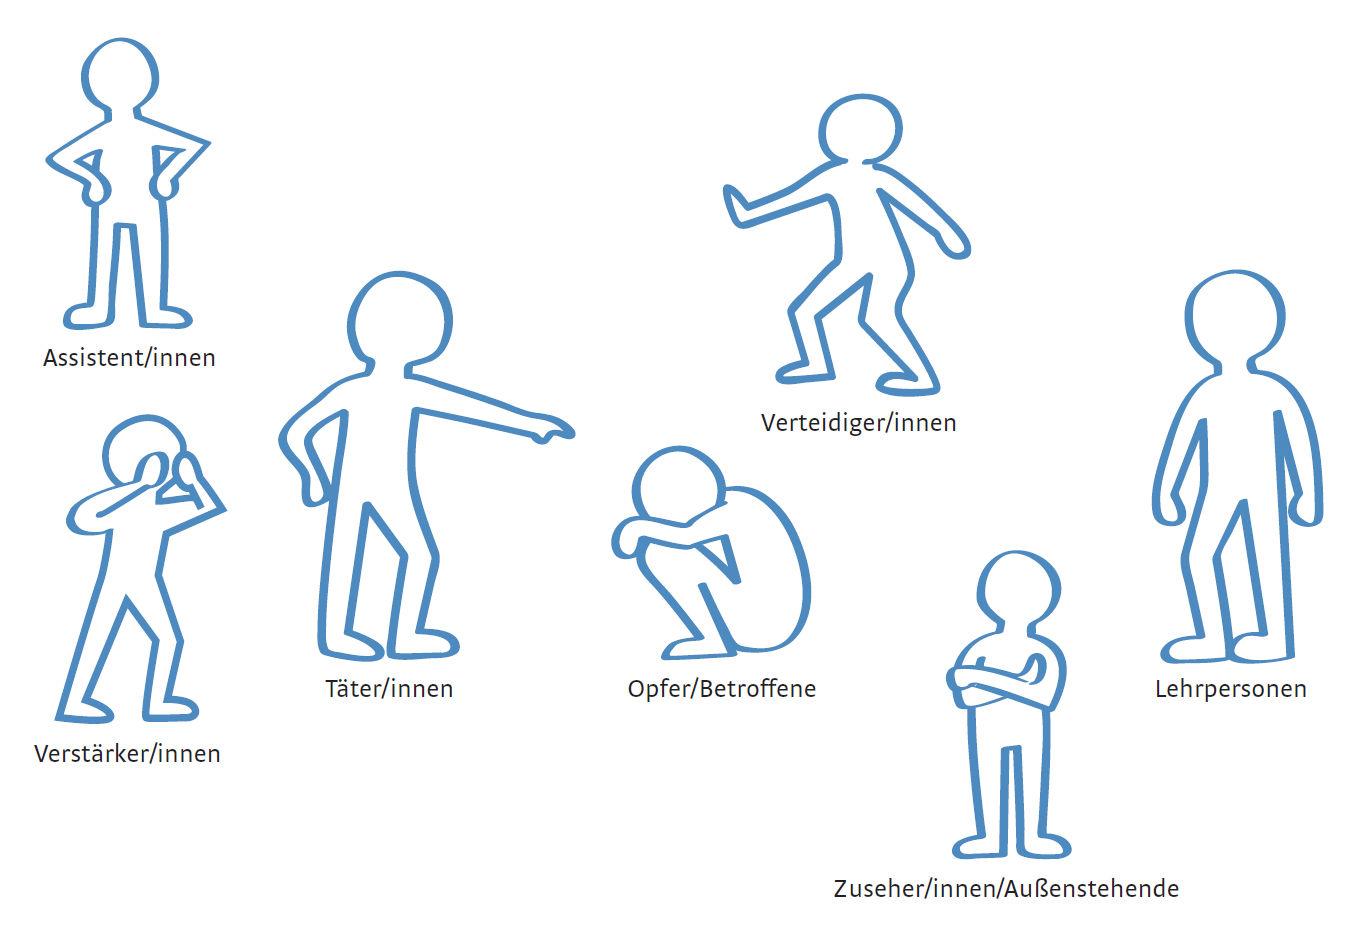 Assistent/innen
Verteidiger/innen
Täter/innen
Opfer/Betroffene
Lehrpersonen
Verstärker/innen
Zuseher/innen/Außenstehende